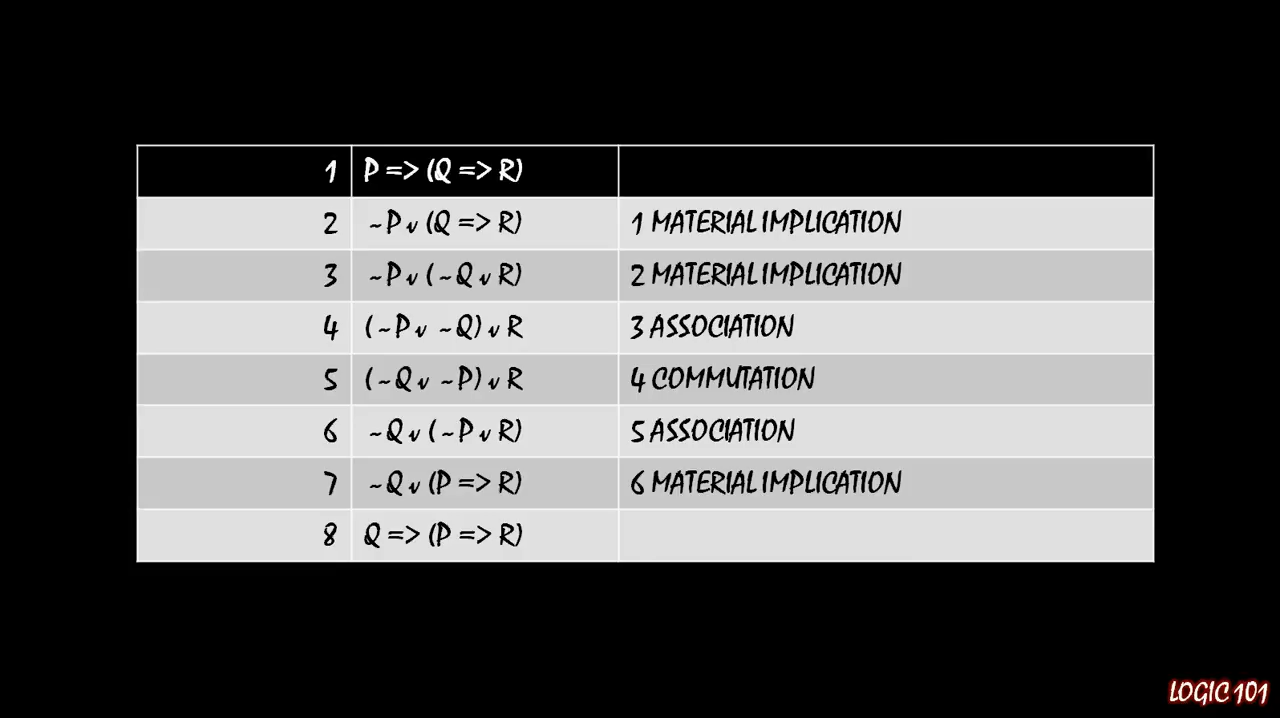 1 P => (Q => R)
2 ~P v (Q => R) 1 MATERIAL IMPLICATION
3 ~P v (~Q v R) 2 MATERIAL IMPLICATION
4 (~P v ~Q) v R 3 ASSOCIATION
5 (~Q v ~P) v R 4 COMMUTATION
6 ~Q v (~P v R) 5 ASSOCIATION
7 ~Q v (P => R) 6 MATERIAL IMPLICATION
8 Q => (P => R)
LOGIC 101